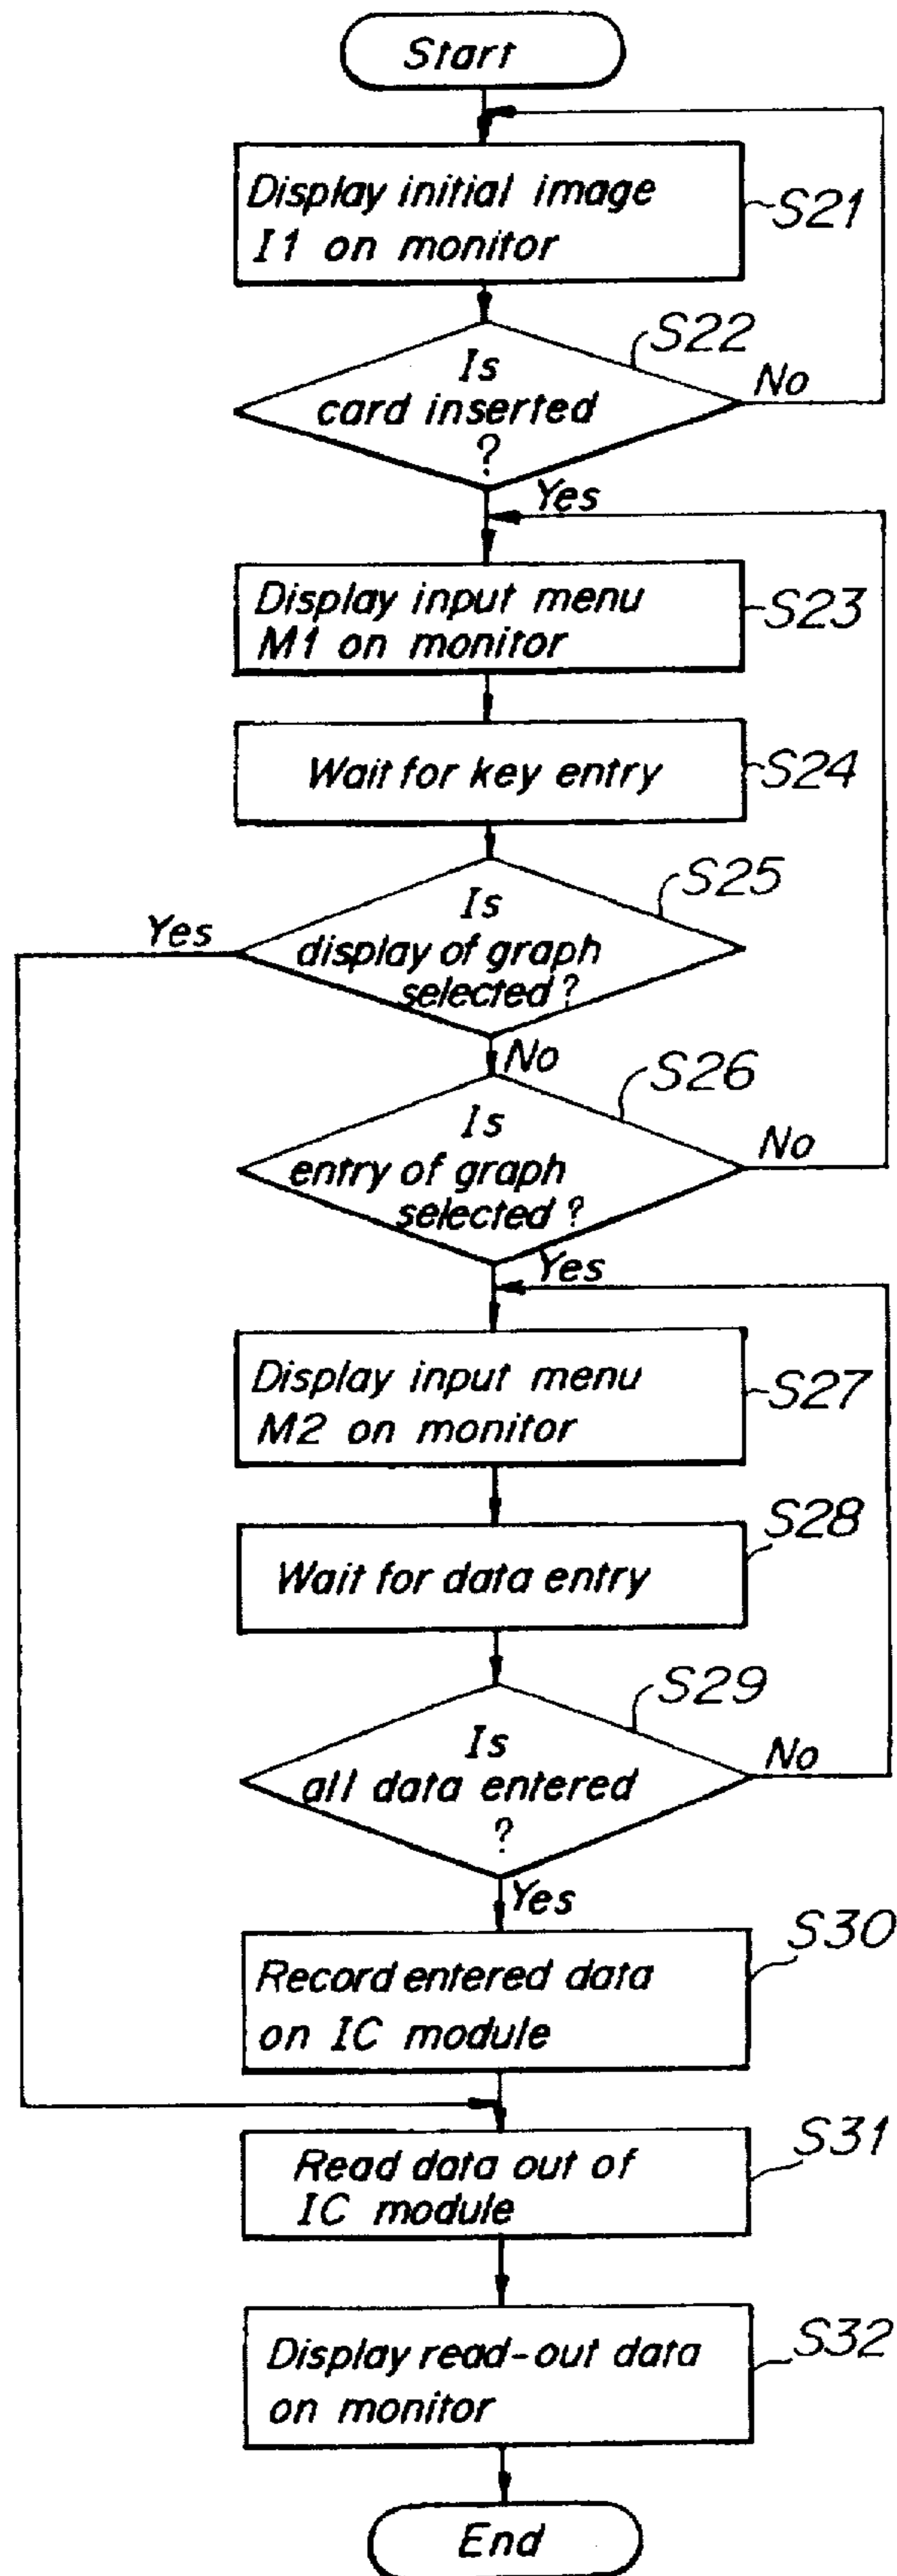 Start
Display initial image
I1 on monitor
S21
S22
Is
card inserted
?
No
Yes
Display input menu
M1 on monitor
S23
Wait for key entry
S24
S25
Is
display of graph
selected?
Yes
No
S26
Is
entry of graph
selected?
No
Yes
Display input menu
M2 on monitor
S27
S28
Wait for data entry
S29
Is
all data entered
?
No
Yes
S30
Record entered data
on IC module
S31
Read data out of
IC module
S32
Display read-out data
on monitor
End